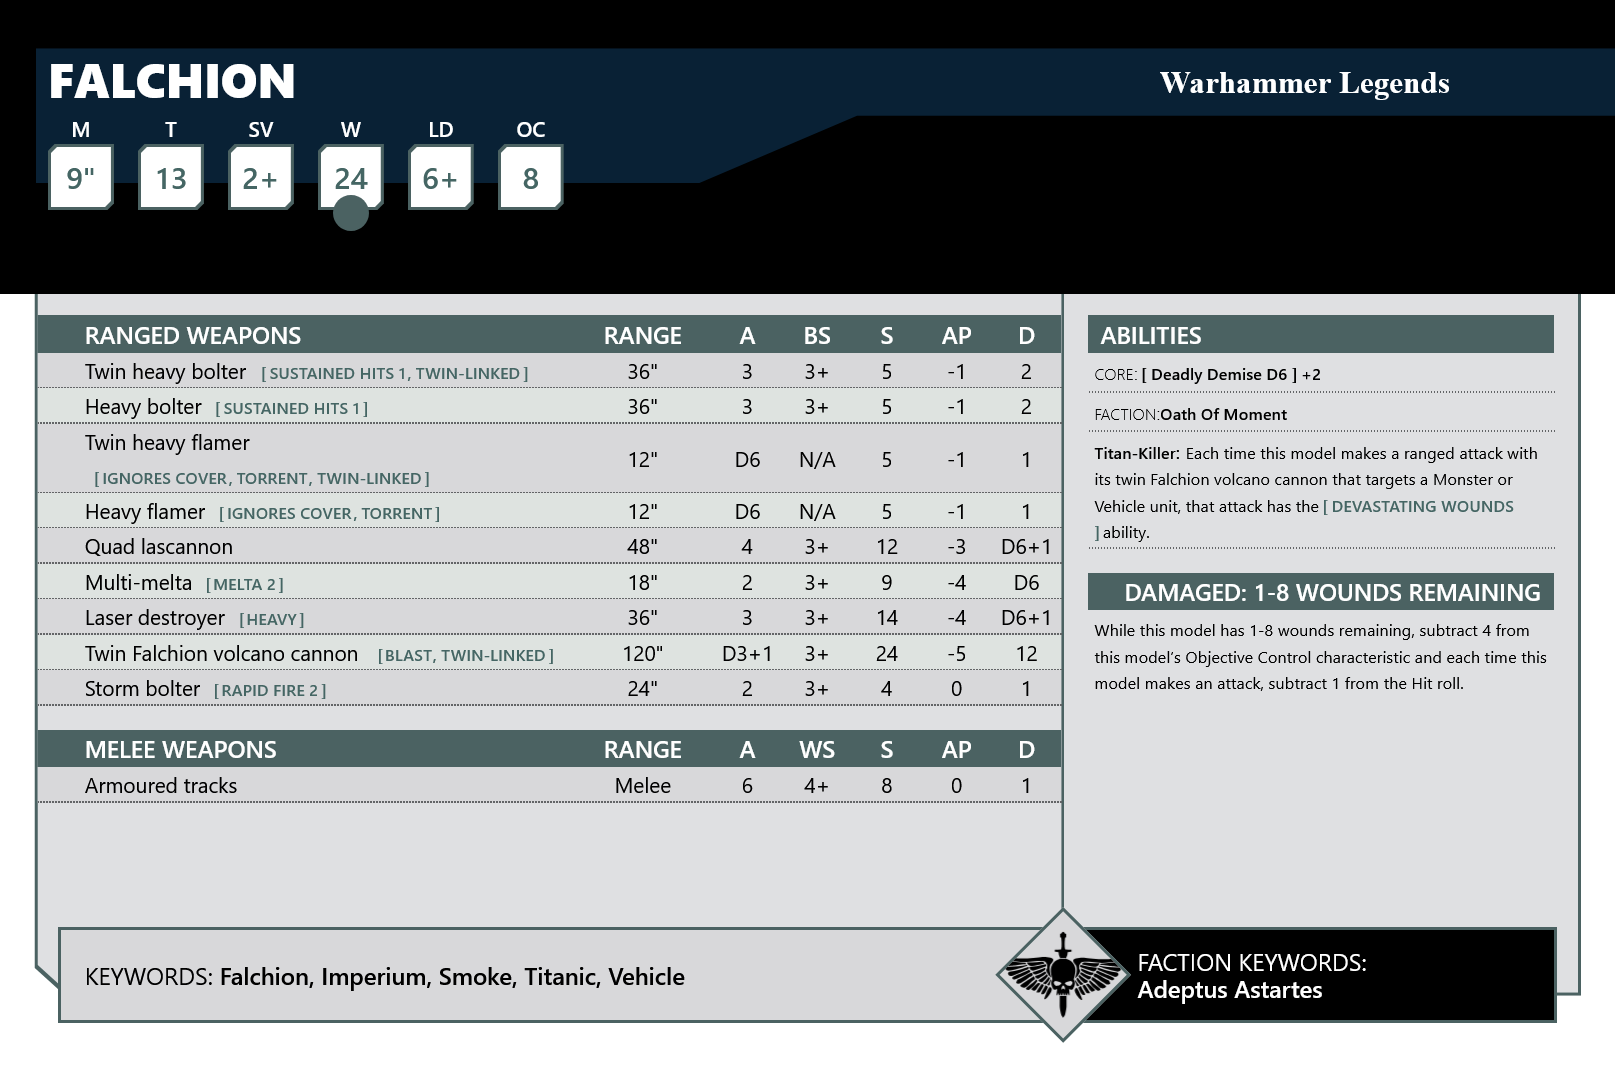 FALCHION
Warhammer Legends
M T SV W LD OC
9" 13 2+ 24 6+ 8
RANGED WEAPONS RANGE A BS S AP D
Twin heavy bolter [ SUSTAINED HITS 1, TWIN-LINKED ] 36" 3 3+ 5 -1 2
Heavy bolter [ SUSTAINED HITS 1 ] 36" 3 3+ 5 -1 2
Twin heavy flamer
[ IGNORES COVER, TORRENT, TWIN-LINKED ] 12" D6 N/A 5 -1 1
Heavy flamer [ IGNORES COVER, TORRENT ] 12" D6 N/A 5 -1 1
Quad lascannon 48" 4 3+ 12 -3 D6+1
Multi-melta [ MELTA 2 ] 18" 2 3+ 9 -4 D6
Laser destroyer [ HEAVY ] 36" 3 3+ 14 -4 D6+1
Twin Falchion volcano cannon [ BLAST, TWIN-LINKED ] 120" D3+1 3+ 24 -5 12
Storm bolter [ RAPID FIRE 2 ] 24" 2 3+ 4 0 1
MELEE WEAPONS RANGE A WS S AP D
Armoured tracks Melee 6 4+ 8 0 1
ABILITIES
CORE: [ Deadly Demise D6 ] +2
FACTION:Oath Of Moment
Titan-Killer: Each time this model makes a ranged attack with
its twin Falchion volcano cannon that targets a Monster or
Vehicle unit, that attack has the [ DEVASTATING WOUNDS
] ability.
DAMAGED: 1-8 WOUNDS REMAINING
While this model has 1-8 wounds remaining, subtract 4 from
this model's Objective Control characteristic and each time this
model makes an attack, subtract 1 from the Hit roll.
KEYWORDS: Falchion, Imperium, Smoke, Titanic, Vehicle
FACTION KEYWORDS:
Adeptus Astartes